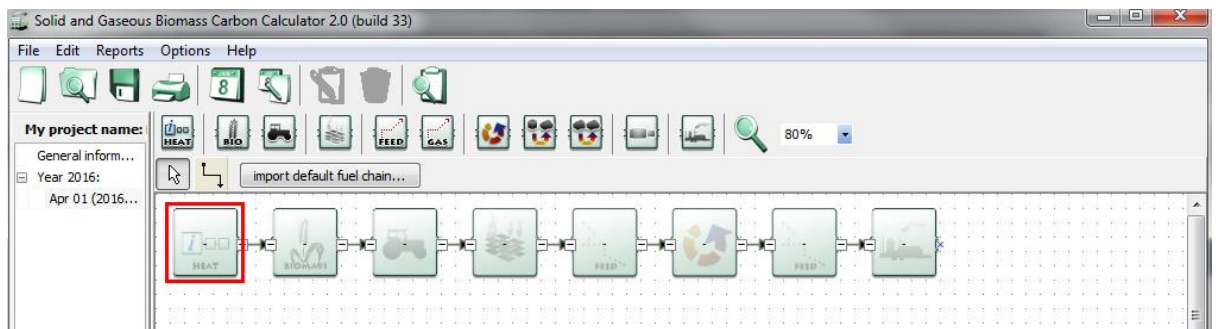 Solid and Gaseous Biomass Carbon Calculator 2.0 (build 33)
File Edit Reports Options Help
8
My project name:
HEAT BIO FEED GAS 80%
General inform...
Year 2016:
Apr 01 (2016...
import default fuel chain...
HEAT BIOMASS FEED FEED